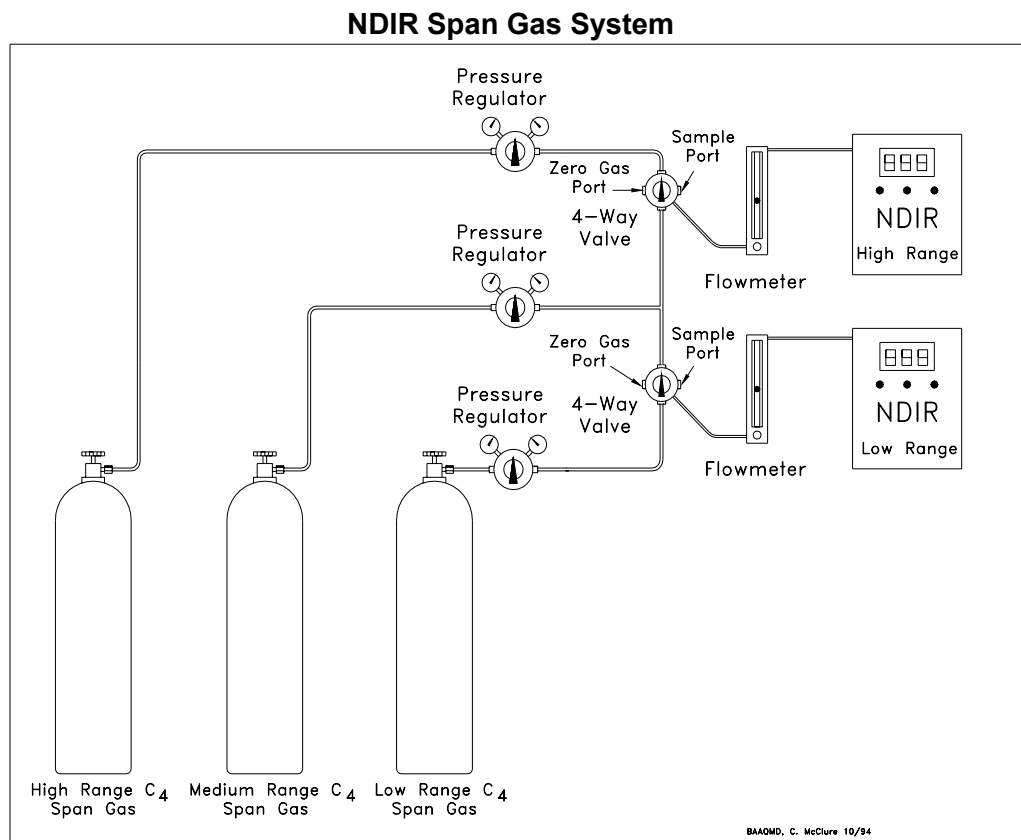 NDIR Span Gas System
Pressure
Regulator
Zero Gas
Port
Sample
Port
4-Way
Valve
Flowmeter
888
NDIR
High Range
Pressure
Regulator
Zero Gas
Port
Sample
Port
4-Way
Valve
Flowmeter
888
NDIR
Low Range
Pressure
Regulator
High Range C4
Span Gas
Medium Range C4
Span Gas
Low Range C4
Span Gas
BAAQMD, C. McClure 10/94